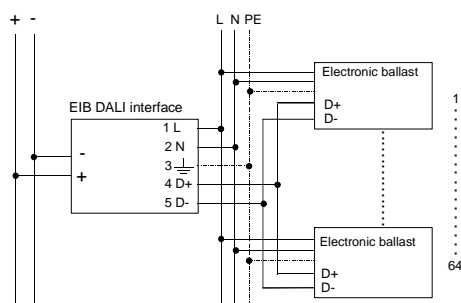 + -
L N PE
Electronic ballast
D+
D-
1
EIB DALI interface
1 L
2 N
3
4 D+
5 D-
-
+
Electronic ballast
D+
D-
64